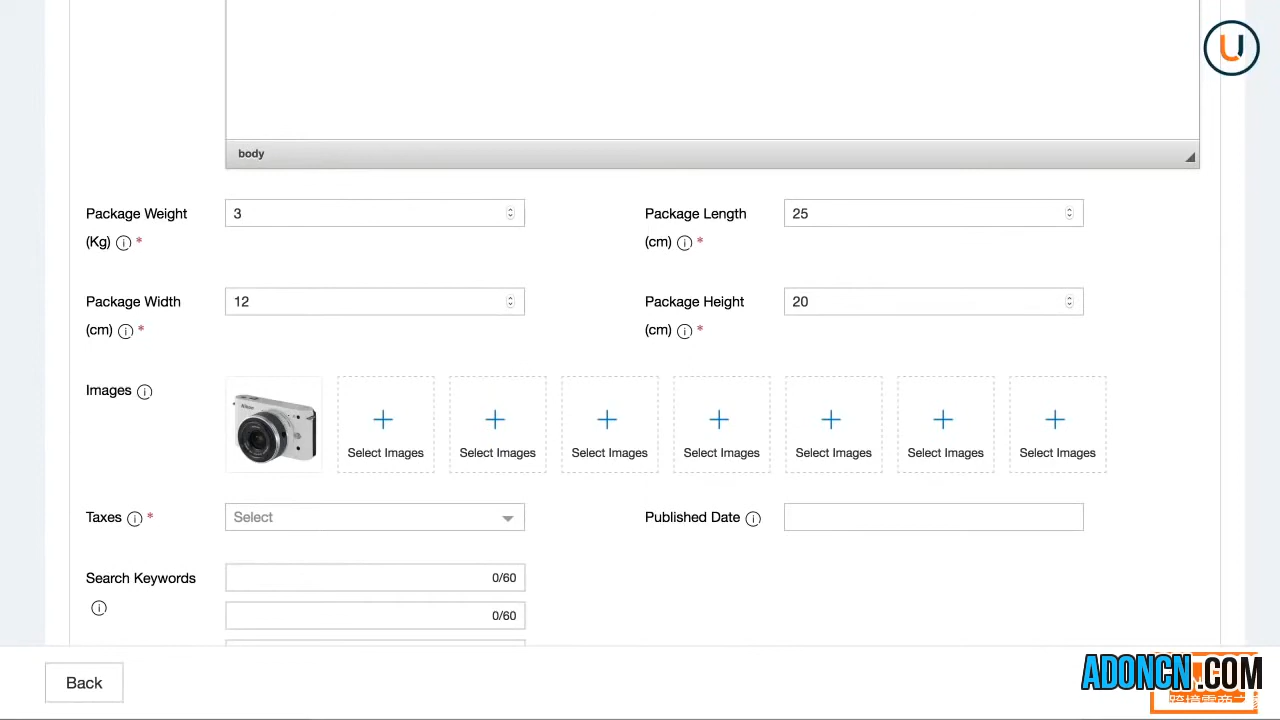 body
Package Weight
(Kg) *
3
Package Length
(cm) *
25
Package Width
(cm) *
12
Package Height
(cm) *
20
Images
Nikon
Select Images
Select Images
Select Images
Select Images
Select Images
Select Images
Select Images
Taxes *
Select
Published Date
Search Keywords
0/60
0/60
Back
ADONCN.COM